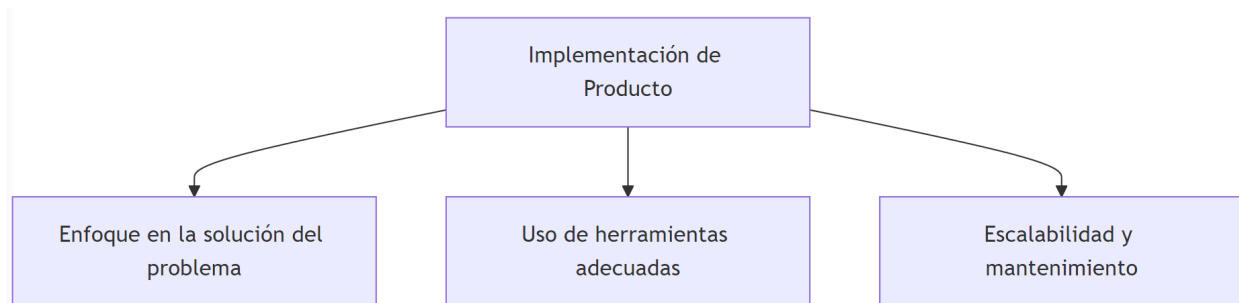 Implementación de
Producto
Enfoque en la solución del
problema
Uso de herramientas
adecuadas
Escalabilidad y
mantenimiento